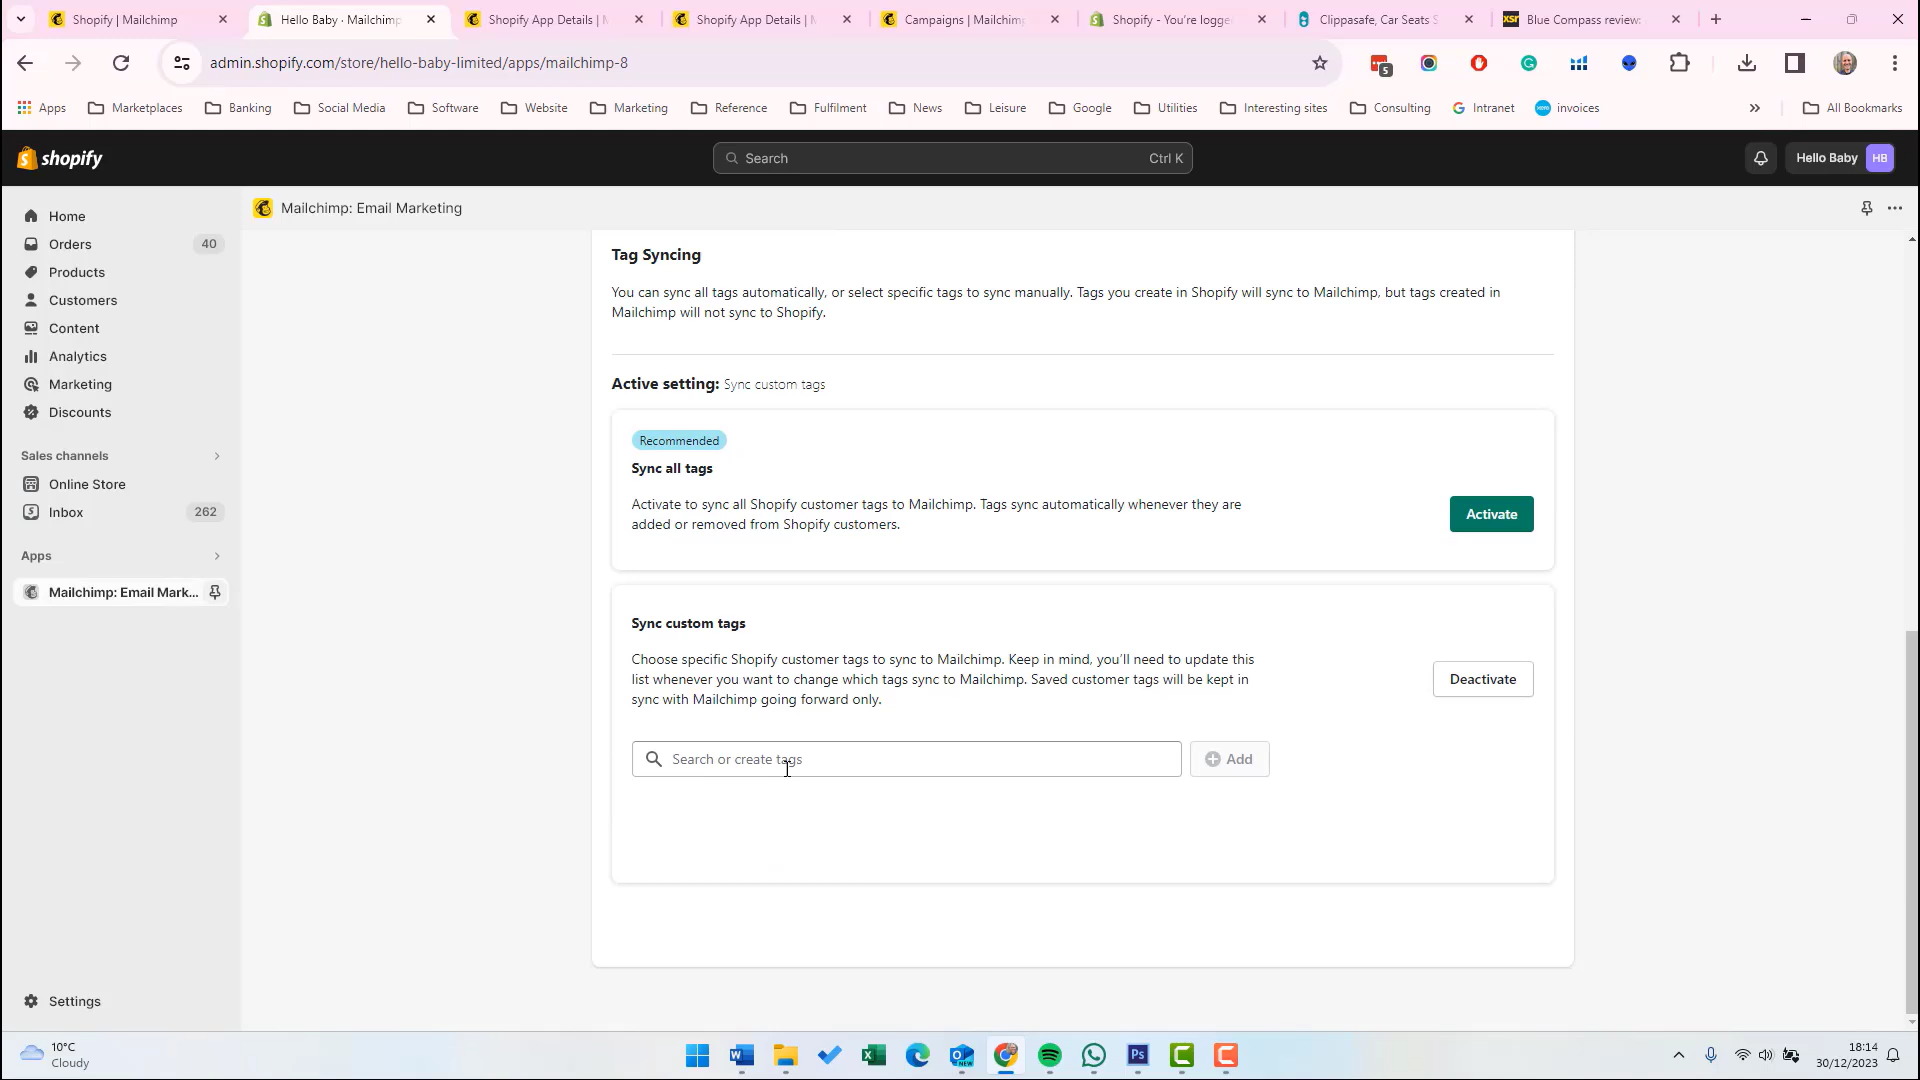 Shopify | Mailchimp
Hello Baby · Mailchimp
Shopify App Details | M
Shopify App Details | M
Campaigns | Mailchimp
Shopify - You're logge
Clippasafe, Car Seats S
Blue Compass review:
admin.shopify.com/store/hello-baby-limited/apps/mailchimp-8
5
Apps
Marketplaces
Banking
Social Media
Software
Website
Marketing
Reference
Fulfilment
News
Leisure
Google
Utilities
Interesting sites
Consulting
Intranet
invoices
All Bookmarks
shopify
Search
Ctrl K
Hello Baby
HB
Mailchimp: Email Marketing
Home
Orders 40
Products
Customers
Content
Analytics
Marketing
Discounts
Sales channels
Online Store
Inbox 262
Apps
Mailchimp: Email Mark...
Settings
Tag Syncing
You can sync all tags automatically, or select specific tags to sync manually. Tags you create in Shopify will sync to Mailchimp, but tags created in
Mailchimp will not sync to Shopify.
Active setting: Sync custom tags
Recommended
Sync all tags
Activate to sync all Shopify customer tags to Mailchimp. Tags sync automatically whenever they are
added or removed from Shopify customers.
Activate
Sync custom tags
Choose specific Shopify customer tags to sync to Mailchimp. Keep in mind, you'll need to update this
list whenever you want to change which tags sync to Mailchimp. Saved customer tags will be kept in
sync with Mailchimp going forward only.
Deactivate
Search or create tags
Add
10°C
Cloudy
18:14
30/12/2023